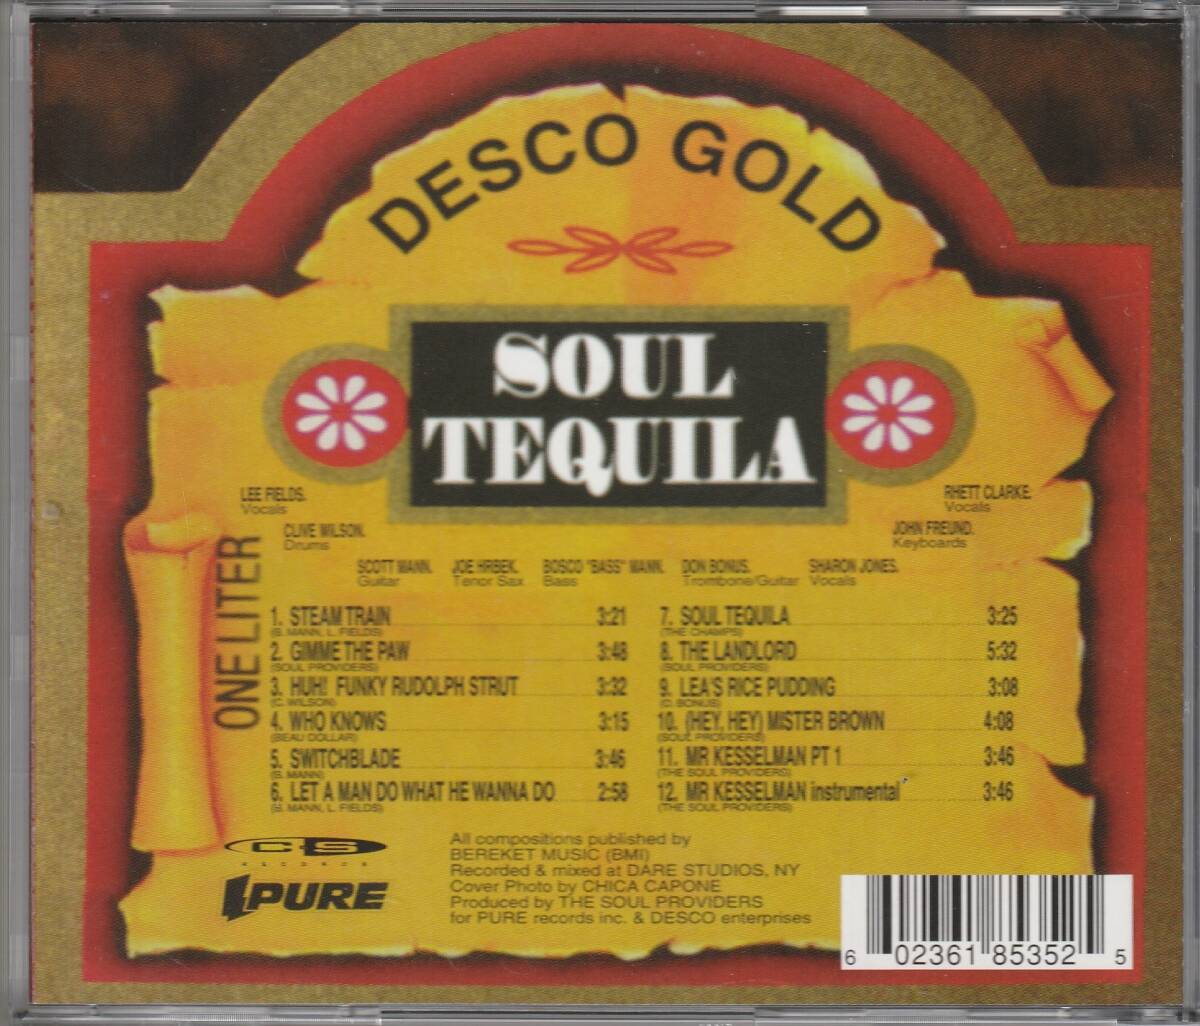 DESCO GOLD
SOUL
TEQUILA
LEE FIELDS.
Vocals
RHETT CLARKE.
Vocals
CLIVE WILSON.
Drums
JOHN FREUND.
Keyboards
SCOTT MANN.
Guitar
JOE HRBEK.
Tenor Sax
BOSCO "BASS" MANN.
Bass
DON BONUS.
Trombone/Guitar
SHARON JONES.
Vocals
ONE LITER
1. STEAM TRAIN 3:21
(B. MANN, L. FIELDS)
2. GIMME THE PAW 3:48
(SOUL PROVIDERS)
3. HUH! FUNKY RUDOLPH STRUT 3:32
(C. WILSON)
4. WHO KNOWS 3:15
(BEAU DOLLAR)
5. SWITCHBLADE 3:46
(B. MANN)
6. LET A MAN DO WHAT HE WANNA DO 2:58
(B. MANN, L. FIELDS)
7. SOUL TEQUILA 3:25
(THE CHAMPS)
8. THE LANDLORD 5:32
(SOUL PROVIDERS)
9. LEA'S RICE PUDDING 3:08
(D. BONUS)
10. (HEY, HEY) MISTER BROWN 4:08
(SOUL PROVIDERS)
11. MR KESSELMAN PT 1 3:46
(THE SOUL PROVIDERS)
12. MR KESSELMAN instrumental 3:46
(THE SOUL PROVIDERS)
C-S
RECORDS
PURE
All compositions published by
BEREKET MUSIC (BMI)
Recorded & mixed at DARE STUDIOS, NY
Cover Photo by CHICA CAPONE
Produced by THE SOUL PROVIDERS
for PURE records inc. & DESCO enterprises
6 02361 85352 5